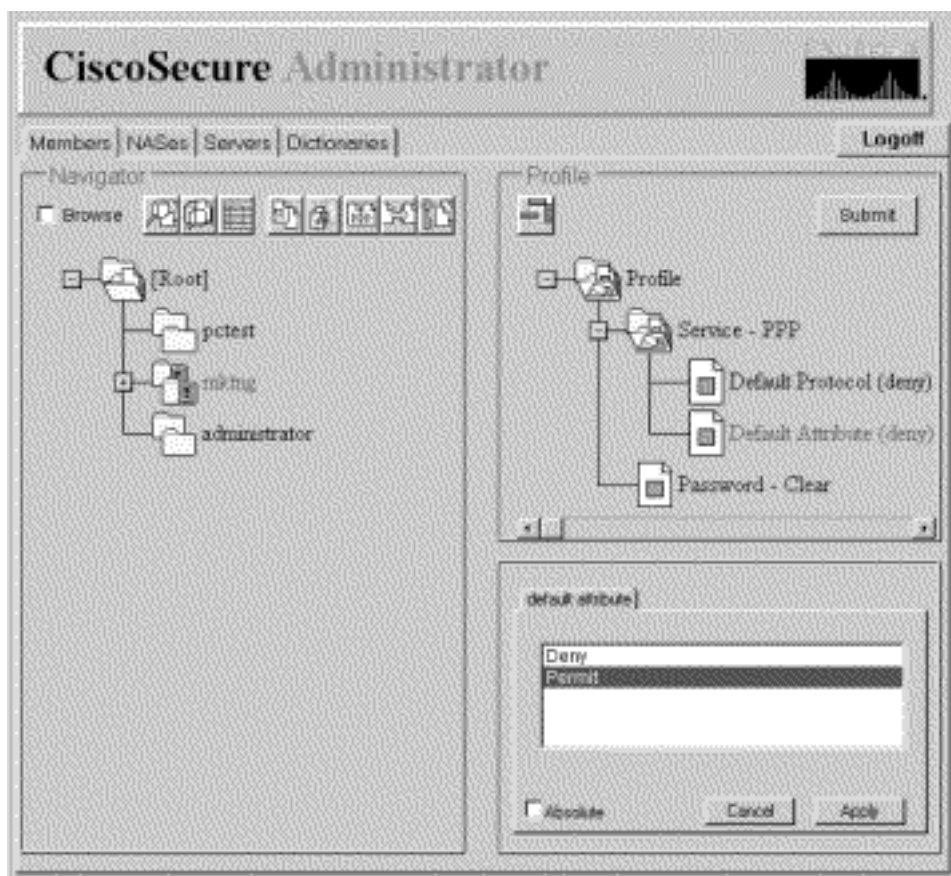 CiscoSecure Administrator
Members NASes Servers Dictionaries Logoff
Navigator
Browse
[Root]
pctest
mktng
administrator
Profile
Submit
Profile
Service - PPP
Default Protocol (deny)
Default Attribute (deny)
Password - Clear
default attribute
Deny
Permit
Absolute Cancel Apply